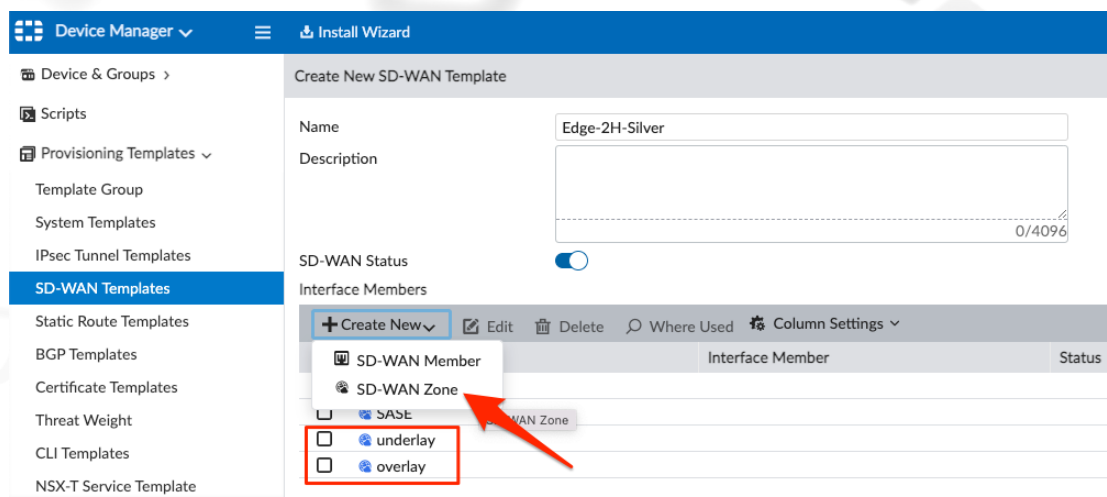 Device Manager
Install Wizard
Device & Groups
Create New SD-WAN Template
Scripts
Name
Edge-2H-Silver
Provisioning Templates
Description
Template Group
System Templates
0/4096
IPsec Tunnel Templates
SD-WAN Status
SD-WAN Templates
Interface Members
Static Route Templates
Create New Edit Delete Where Used Column Settings
BGP Templates
SD-WAN Member
Interface Member Status
Certificate Templates
SD-WAN Zone
Threat Weight
SASE
WAN Zone
CLI Templates
underlay
overlay
NSX-T Service Template